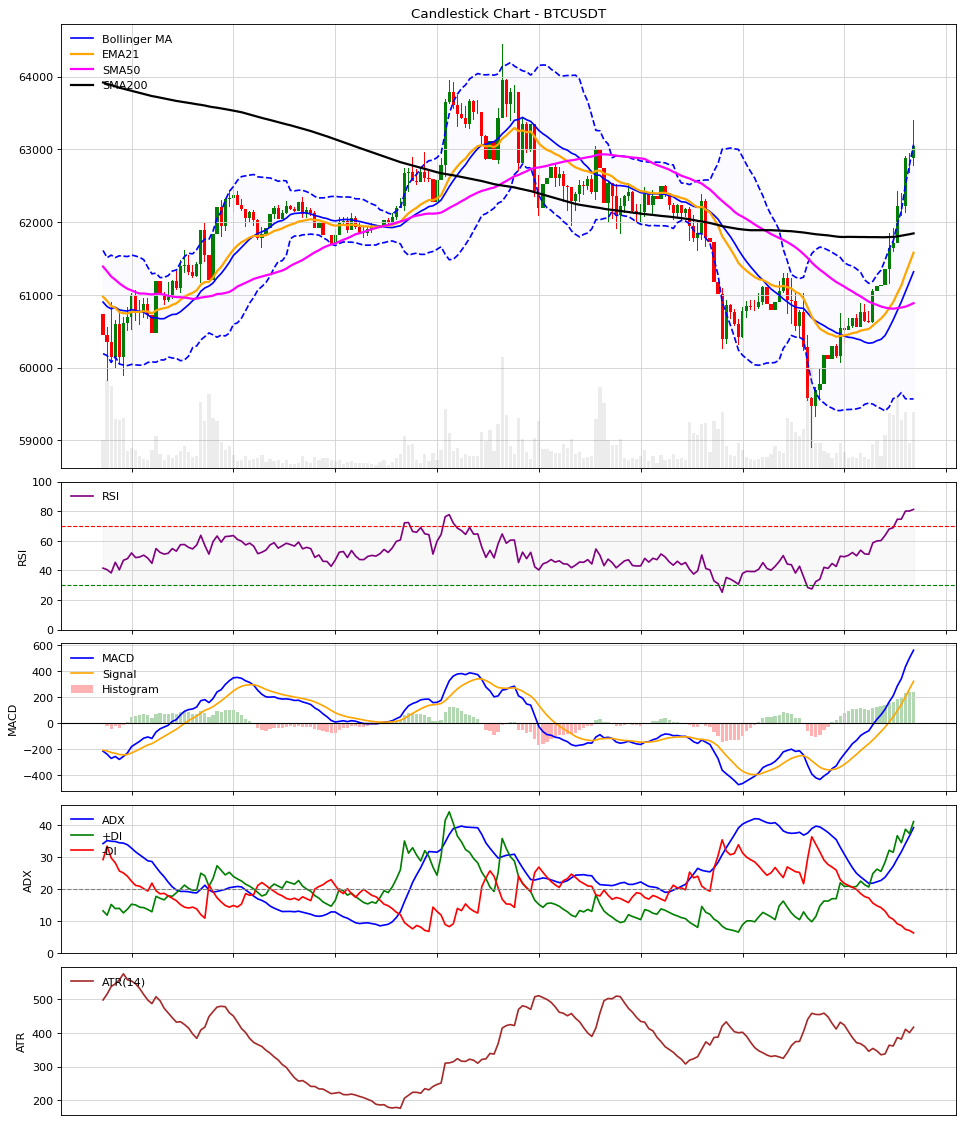 Candlestick Chart - BTCUSDT
Bollinger MA
EMA21
SMA50
SMA200
64000
63000
62000
61000
60000
59000
RSI
RSI
100
80
60
40
20
0
MACD
Signal
Histogram
MACD
600
400
200
0
−200
−400
ADX
+DI
-DI
ADX
40
30
20
10
0
ATR(14)
ATR
500
400
300
200